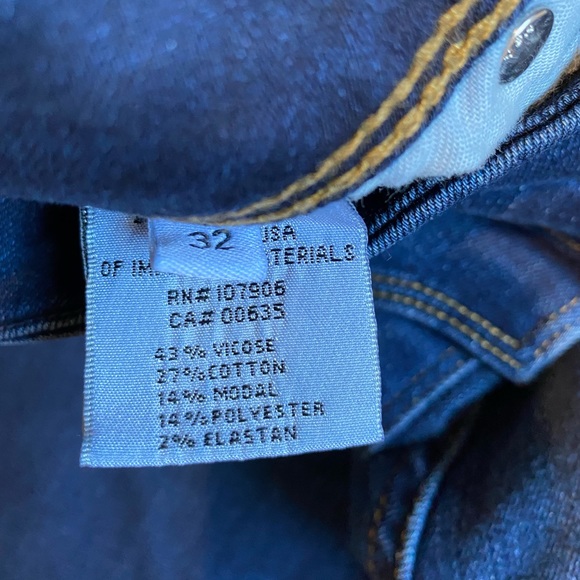 32
USA
OF IM TERIALS
RN# 107906
CA# 00635
43% VICOSE
27% COTTON
14% MODAL
14% POLYESTER
2% ELASTAN